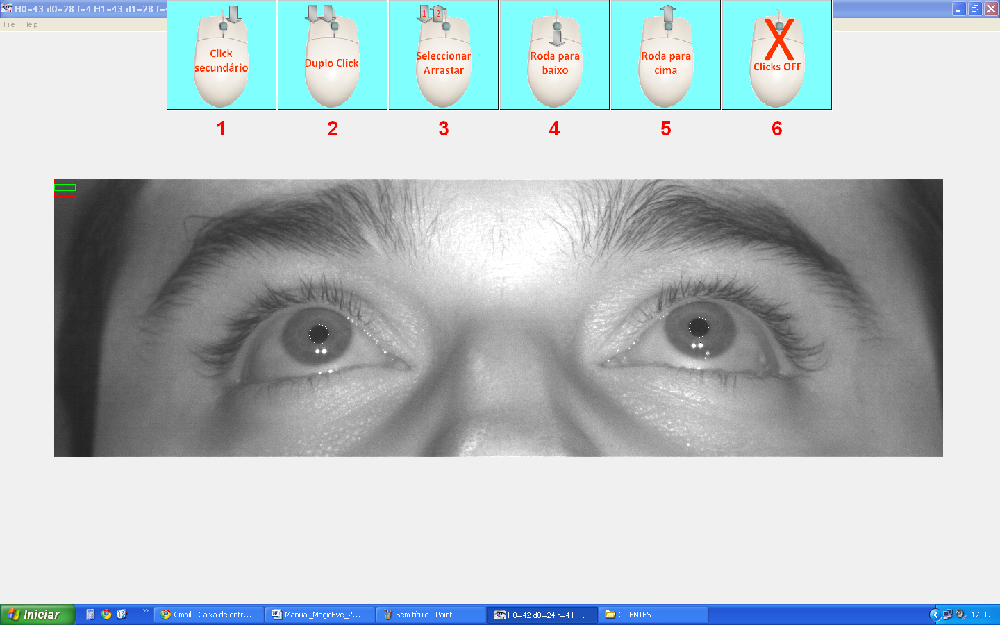 H0=43 d0=28 f=4 H1=43 d1=28 f=4
File Help
Click
secundário
Duplo Click
1 2
Seleccionar
Arrastar
Roda para
baixo
Roda para
cima
Clicks OFF
1 2 3 4 5 6
Iniciar
Gmail - Caixa de entr...
Manual_MagicEye_2....
Sem título - Paint
H0=42 d0=24 f=4 H...
CLIENTES
17:09